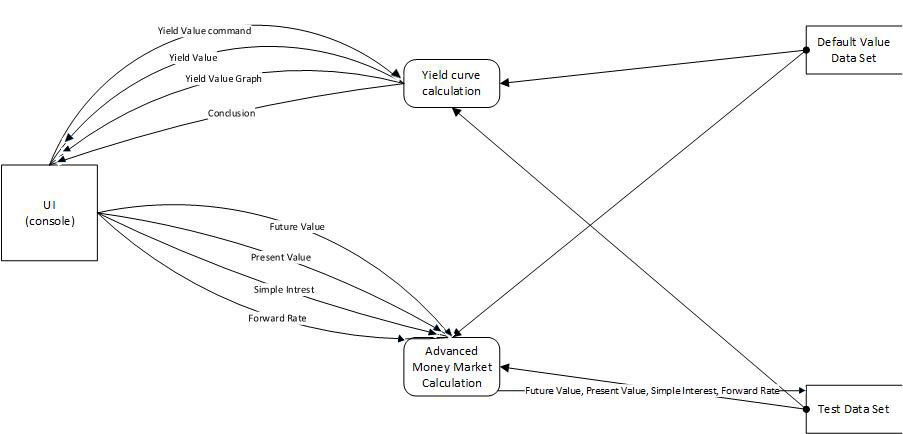 Yield Value command
Yield Value
Yield Value Graph
Conclusion
Yield curve
calculation
Default Value
Data Set
UI
(console)
Future Value
Present Value
Simple Intrest
Forward Rate
Advanced
Money Market
Calculation
Future Value, Present Value, Simple Interest, Forward Rate
Test Data Set